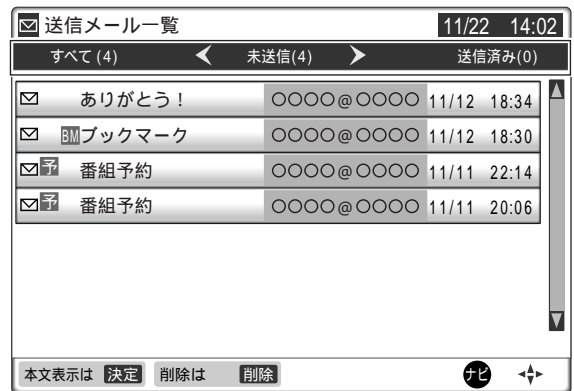 送信メール一覧 11/22 14:02
すべて (4) 未送信(4) 送信済み(0)
ありがとう！ ○○○○@○○○○ 11/12 18:34
BMブックマーク ○○○○@○○○○ 11/12 18:30
予 番組予約 ○○○○@○○○○ 11/11 22:14
予 番組予約 ○○○○@○○○○ 11/11 20:06
本文表示は 決定 削除は 削除 ナビ